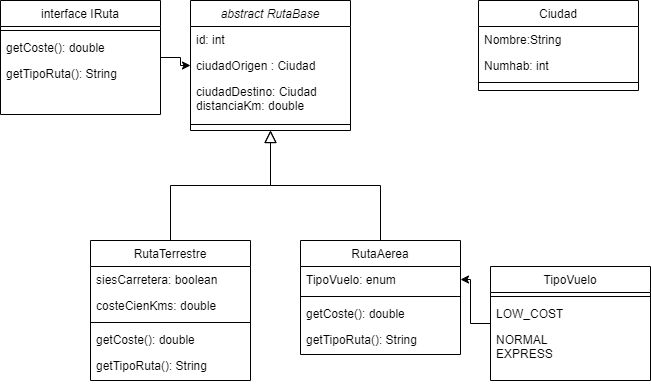 interface IRuta
getCoste(): double
getTipoRuta(): String
abstract RutaBase
id: int
ciudadOrigen : Ciudad
ciudadDestino: Ciudad
distanciaKm: double
Ciudad
Nombre:String
Numhab: int
RutaTerrestre
siesCarretera: boolean
costeCienKms: double
getCoste(): double
getTipoRuta(): String
RutaAerea
TipoVuelo: enum
getCoste(): double
getTipoRuta(): String
TipoVuelo
LOW_COST
NORMAL
EXPRESS